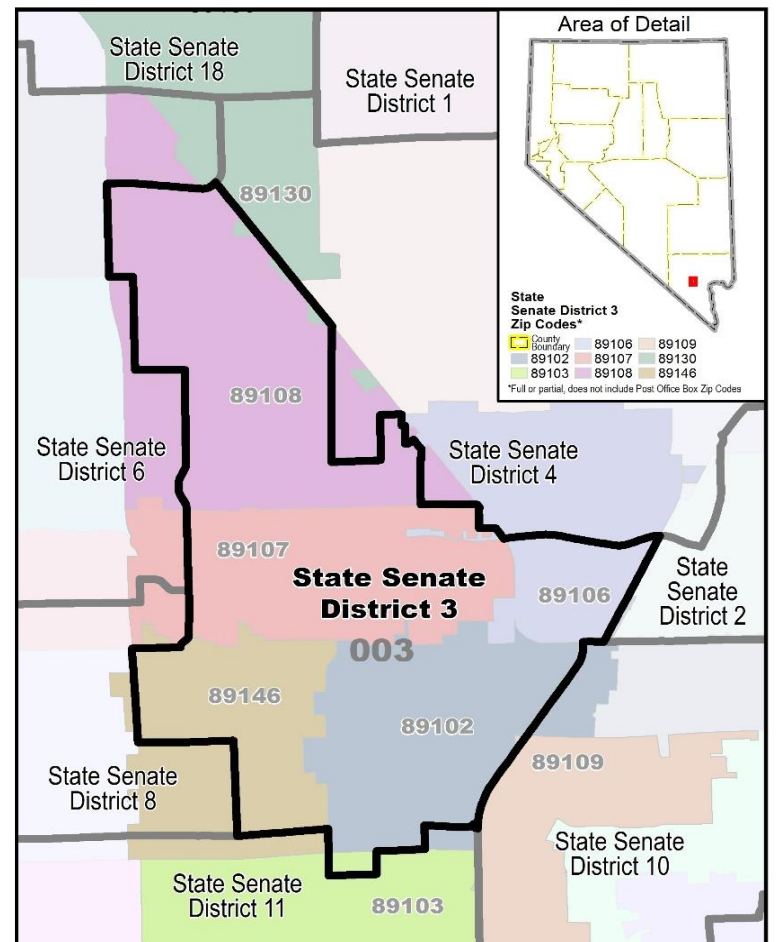 State Senate
District 18
State Senate
District 1
Area of Detail
89130
State
Senate District 3
Zip Codes*
County
Boundary
89106
89109
89102
89107
89130
89103
89108
89146
*Full or partial, does not include Post Office Box Zip Codes
89108
State Senate
District 6
State Senate
District 4
89107
State Senate
District 3
89106
State
Senate
District 2
003
89146
89102
89109
State Senate
District 8
State Senate
District 10
State Senate
District 11
89103